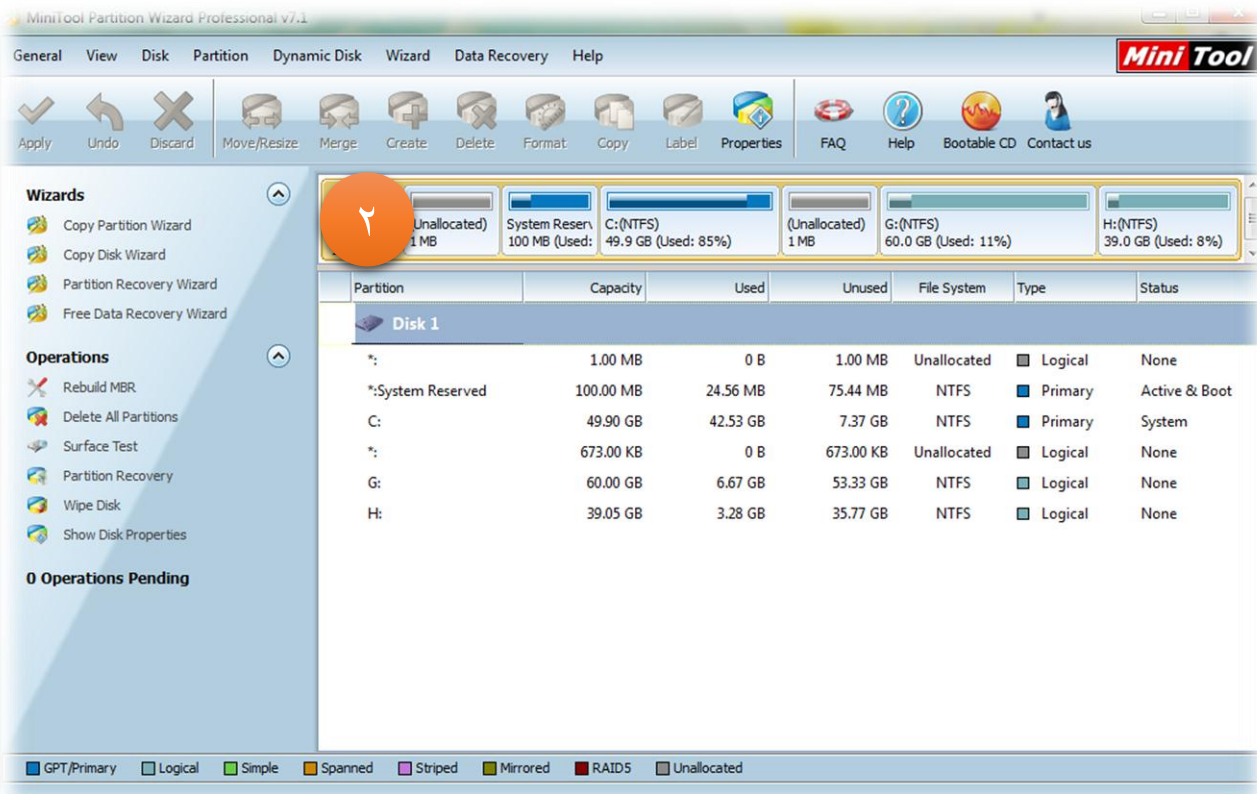 MiniTool Partition Wizard Professional v7.1
General View Disk Partition Dynamic Disk Wizard Data Recovery Help
Mini Tool
Apply Undo Discard Move/Resize Merge Create Delete Format Copy Label Properties FAQ Help Bootable CD Contact us
Wizards
Copy Partition Wizard
Copy Disk Wizard
Partition Recovery Wizard
Free Data Recovery Wizard
Operations
Rebuild MBR
Delete All Partitions
Surface Test
Partition Recovery
Wipe Disk
Show Disk Properties
0 Operations Pending
٢
(Unallocated) System Reserv C:(NTFS) (Unallocated) G:(NTFS) H:(NTFS)
1 MB 100 MB (Used: 49.9 GB (Used: 85%) 1 MB 60.0 GB (Used: 11%) 39.0 GB (Used: 8%)
Partition Capacity Used Unused File System Type Status
Disk 1
*: 1.00 MB 0 B 1.00 MB Unallocated Logical None
*:System Reserved 100.00 MB 24.56 MB 75.44 MB NTFS Primary Active & Boot
C: 49.90 GB 42.53 GB 7.37 GB NTFS Primary System
*: 673.00 KB 0 B 673.00 KB Unallocated Logical None
G: 60.00 GB 6.67 GB 53.33 GB NTFS Logical None
H: 39.05 GB 3.28 GB 35.77 GB NTFS Logical None
GPT/Primary Logical Simple Spanned Striped Mirrored RAID5 Unallocated